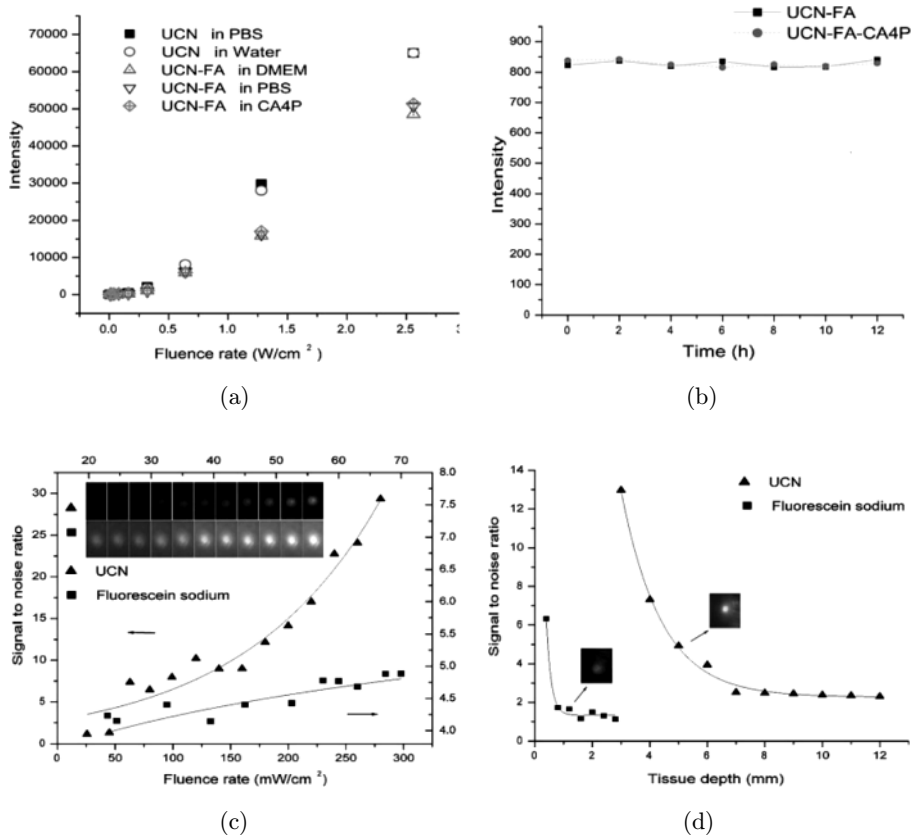 70000
60000
50000
40000
30000
20000
10000
0
Intensity
UCN in PBS
UCN in Water
UCN-FA in DMEM
UCN-FA in PBS
UCN-FA in CA4P
0.0 0.5 1.0 1.5 2.0 2.5
Fluence rate (W/cm 2 )
(a)
UCN-FA
UCN-FA-CA4P
900
800
700
600
500
400
300
200
100
0
Intensity
0 2 4 6 8 10 12
Time (h)
(b)
20 30 40 50 60 70
30
25
20
15
10
5
0
Signal to noise ratio
UCN
Fluorescein sodium
8.0
7.5
7.0
6.5
6.0
5.5
5.0
4.5
4.0
0 50 100 150 200 250 300
Fluence rate (mW/cm2)
(c)
14
12
10
8
6
4
2
0
Signal to noise ratio
UCN
Fluorescein sodium
0 2 4 6 8 10 12
Tissue depth (mm)
(d)